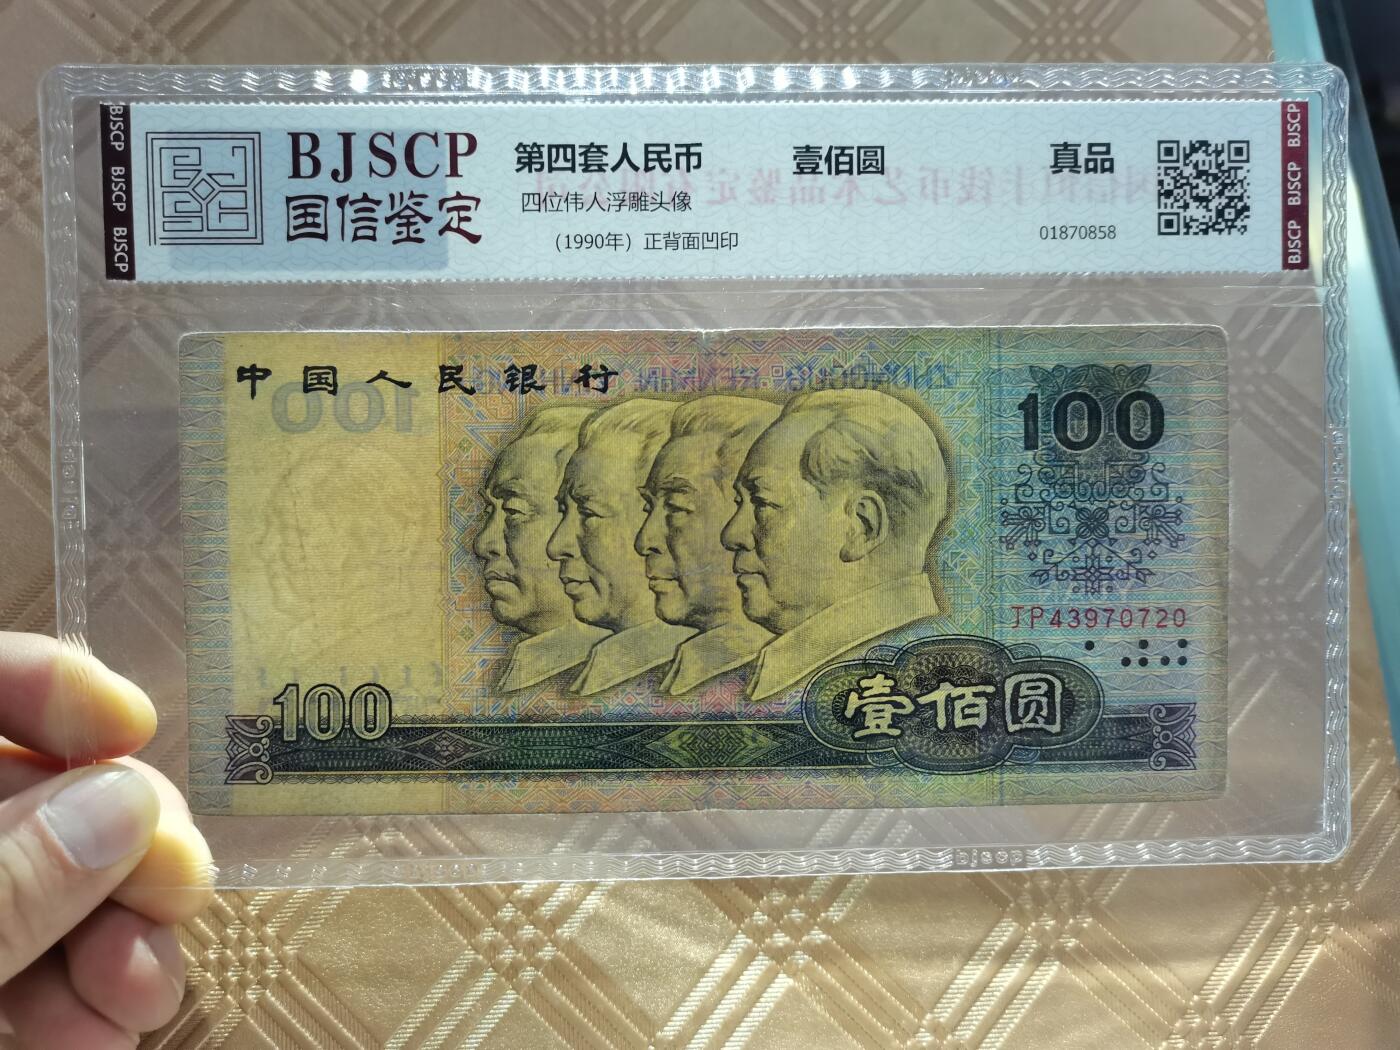 BJSCP BJSCP BJSCP
BJSCP
国信鉴定
第四套人民币 壹佰圆 真品
四位伟人浮雕头像
（1990年）正背面凹印
01870858
BJSCP BJSCP BJSCP
中国人民银行
100
100
JP43970720
100
壹佰圆
bjscp